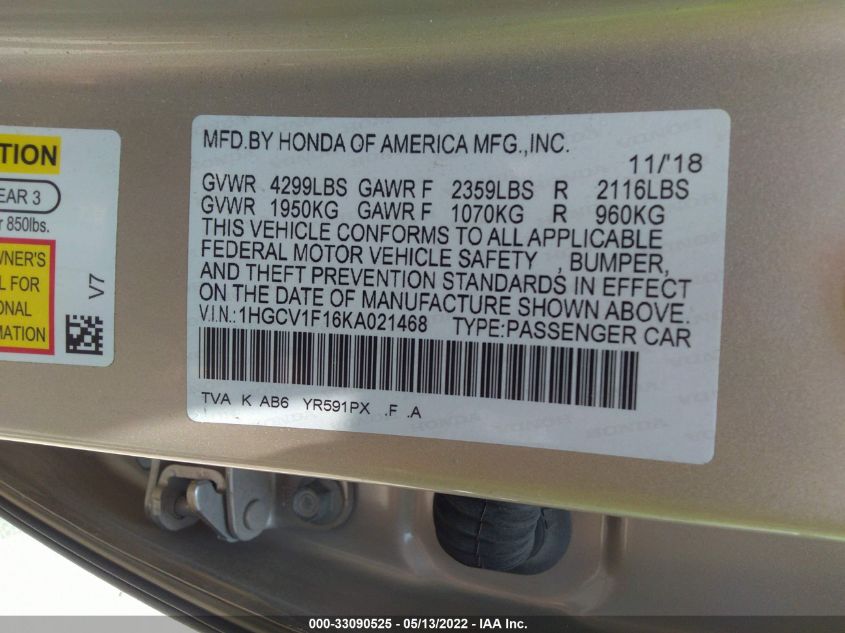 TION
EAR 3
r 850lbs.
WNER'S
L FOR
ONAL
MATION
V7
MFD.BY HONDA OF AMERICA MFG.,INC.
11/'18
GVWR 4299LBS GAWR F 2359LBS R 2116LBS
GVWR 1950KG GAWR F 1070KG R 960KG
THIS VEHICLE CONFORMS TO ALL APPLICABLE
FEDERAL MOTOR VEHICLE SAFETY , BUMPER,
AND THEFT PREVENTION STANDARDS IN EFFECT
ON THE DATE OF MANUFACTURE SHOWN ABOVE.
V.I.N.:1HGCV1F16KA021468 TYPE:PASSENGER CAR
TVA K AB6 YR591PX .F .A
000-33090525 - 05/13/2022 - IAA Inc.